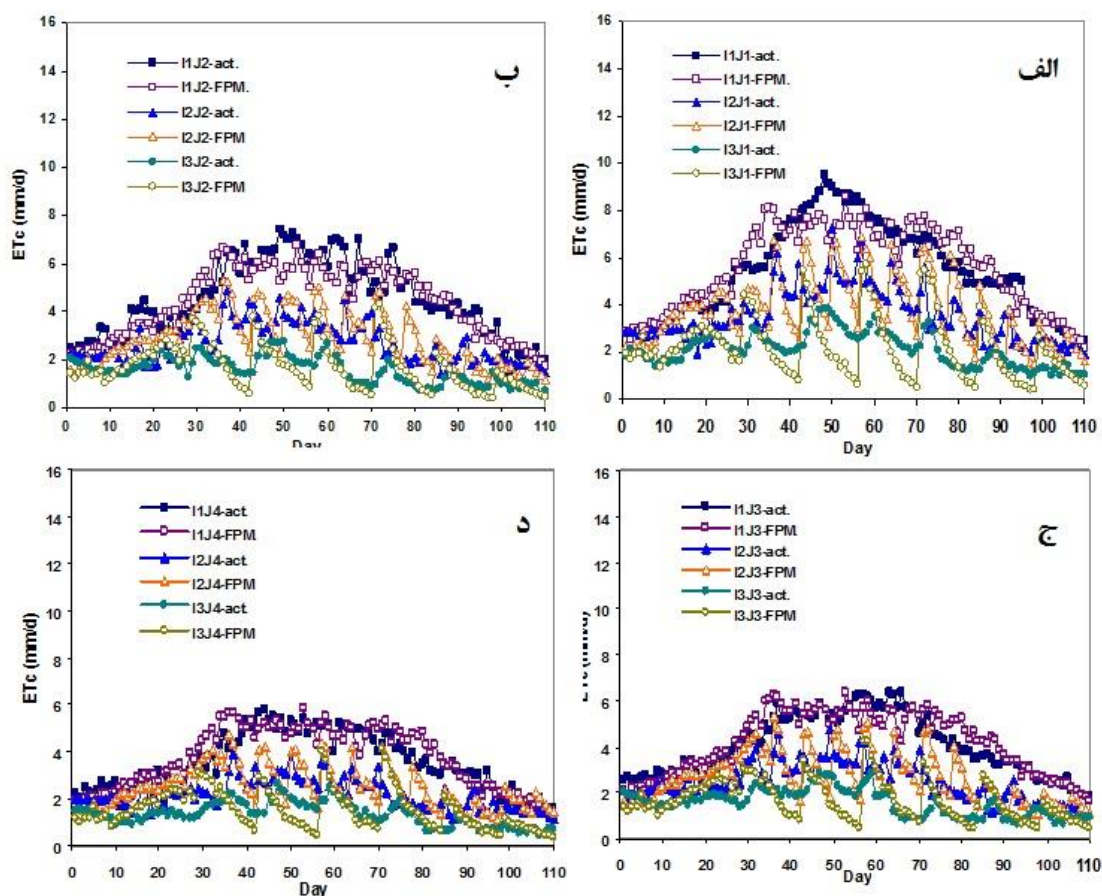 ب
I1J2-act.
I1J2-FPM.
I2J2-act.
I2J2-FPM
I3J2-act.
I3J2-FPM
ETc (mm/d)
16
14
12
10
8
6
4
2
0
0 10 20 30 40 50 60 70 80 90 100 110
Day
الف
I1J1-act.
I1J1-FPM.
I2J1-act.
I2J1-FPM
I3J1-act.
I3J1-FPM
ETc (mm/d)
16
14
12
10
8
6
4
2
0
0 10 20 30 40 50 60 70 80 90 100 110
Day
د
I1J4-act.
I1J4-FPM
I2J4-act.
I2J4-FPM
I3J4-act.
I3J4-FPM
ETc (mm/d)
16
14
12
10
8
6
4
2
0
0 10 20 30 40 50 60 70 80 90 100 110
Day
ج
I1J3-act.
I1J3-FPM
I2J3-act.
I2J3-FPM
I3J3-act.
I3J3-FPM
16
14
12
10
8
6
4
2
0
0 10 20 30 40 50 60 70 80 90 100 110
Day